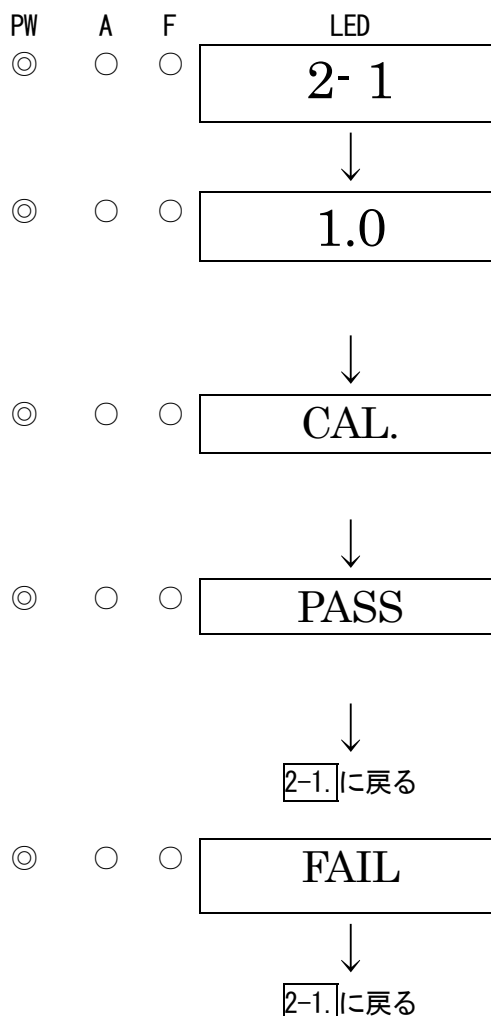 PW A F LED
◎ ○ ○ 2- 1
↓
◎ ○ ○ 1.0
↓
◎ ○ ○ CAL.
↓
◎ ○ ○ PASS
↓
2-1.に戻る
◎ ○ ○ FAIL
↓
2-1.に戻る